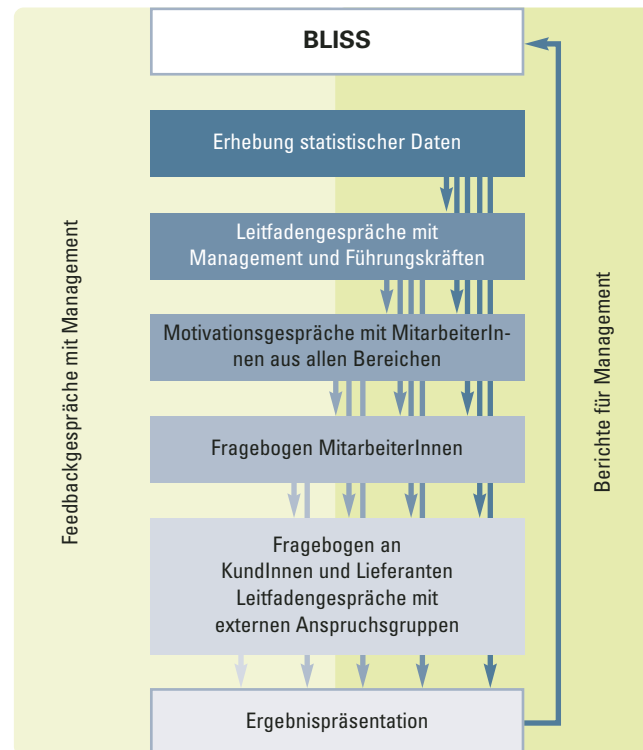 BLISS
Erhebung statistischer Daten
Leitfadengespräche mit
Management und Führungskräften
Motivationsgespräche mit MitarbeiterIn-
nen aus allen Bereichen
Fragebogen MitarbeiterInnen
Fragebogen an
KundInnen und Lieferanten
Leitfadengespräche mit
externen Anspruchsgruppen
Ergebnispräsentation
Feedbackgespräche mit Management
Berichte für Management